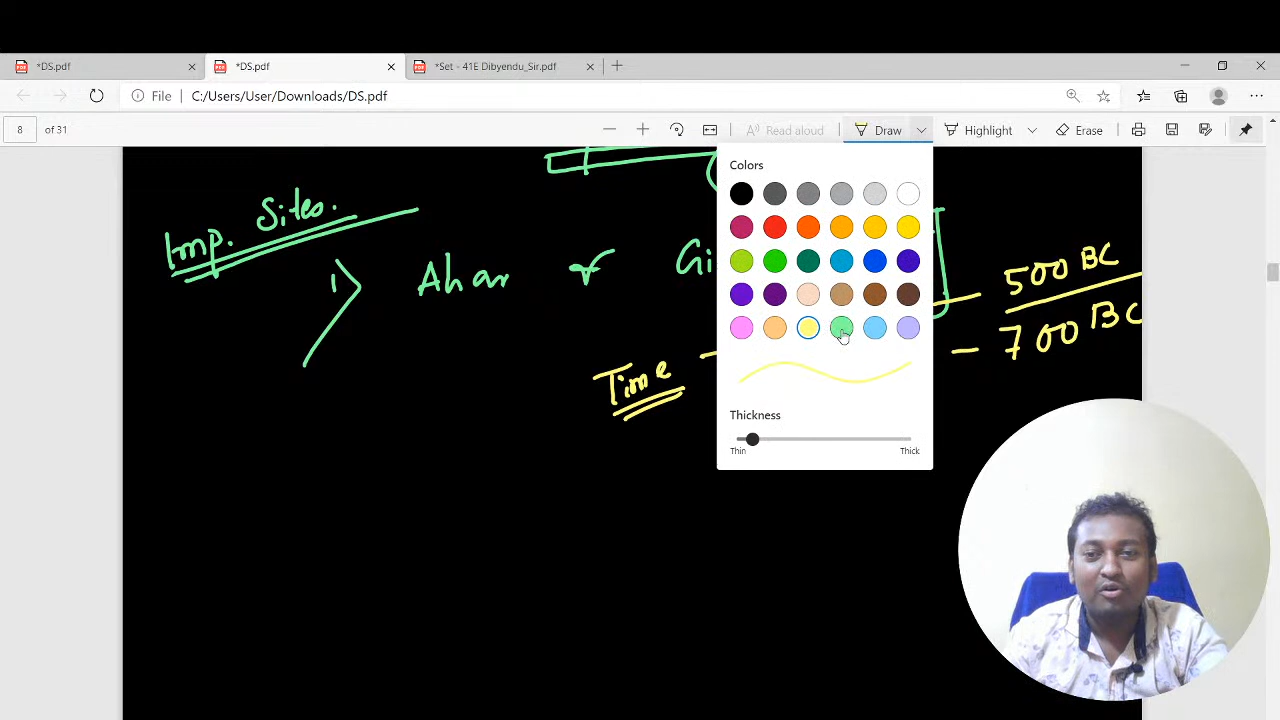 *DS.pdf
*DS.pdf
*Set - 41E Dibyendu_Sir.pdf
File C:/Users/User/Downloads/DS.pdf
8 of 31 Read aloud Draw Highlight Erase
Colors
Thickness
Thin Thick
Imp. Sites.
1) Ahar Gi
Time - 500 BC
- 700 BC